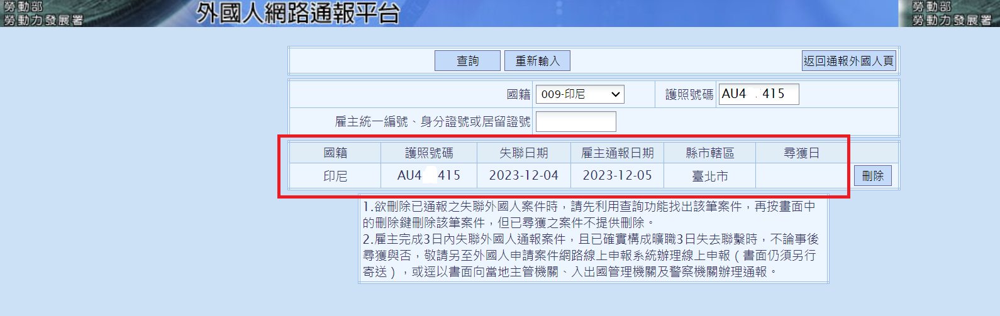 勞動部
勞動力發展署
外國人網路通報平台
勞動部
勞動力發展署
查詢 重新輸入 返回通報外國人頁
國籍 009-印尼 護照號碼 AU4 415
雇主統一編號、身分證號或居留證號
國籍 護照號碼 失聯日期 雇主通報日期 縣市轄區 尋獲日
印尼 AU4 415 2023-12-04 2023-12-05 臺北市 刪除
1.欲刪除已通報之失聯外國人案件時，請先利用查詢功能找出該筆案件，再按畫面中
的刪除鍵刪除該筆案件，但已尋獲之案件不提供刪除。
2.雇主完成3日內失聯外國人通報案件，且已確實構成曠職3日失去聯繫時，不論事後
尋獲與否，敬請另至外國人申請案件網路線上申報系統辦理線上申報（書面仍須另行
寄送），或逕以書面向當地主管機關、入出國管理機關及警察機關辦理通報。